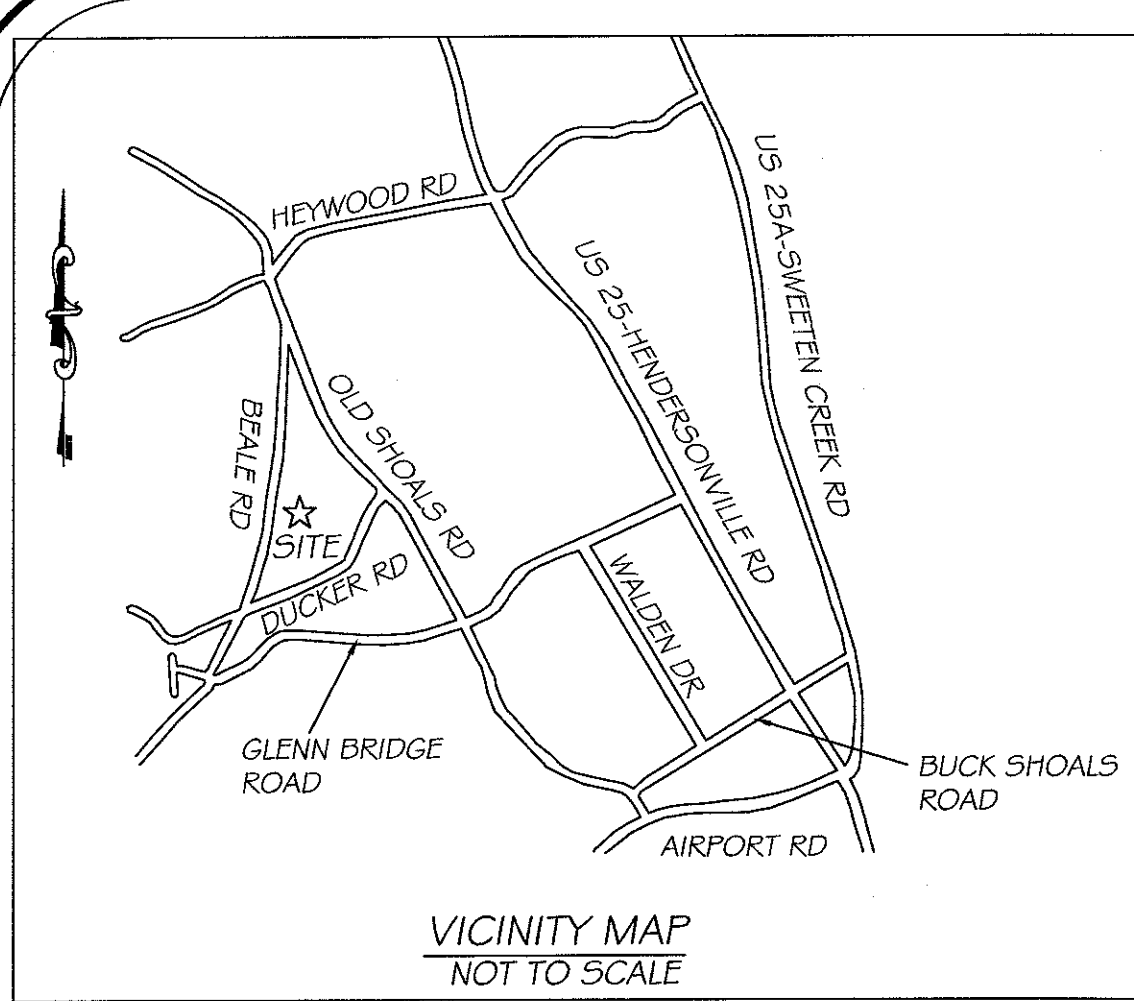 HEYWOOD RD
US 25A-SWEETEN CREEK RD
US 25-HENDERSONVILLE RD
OLD SHOALS RD
BEALE RD
SITE
DUCKER RD
WALDEN DR
GLENN BRIDGE
ROAD
BUCK SHOALS
ROAD
AIRPORT RD
VICINITY MAP
NOT TO SCALE